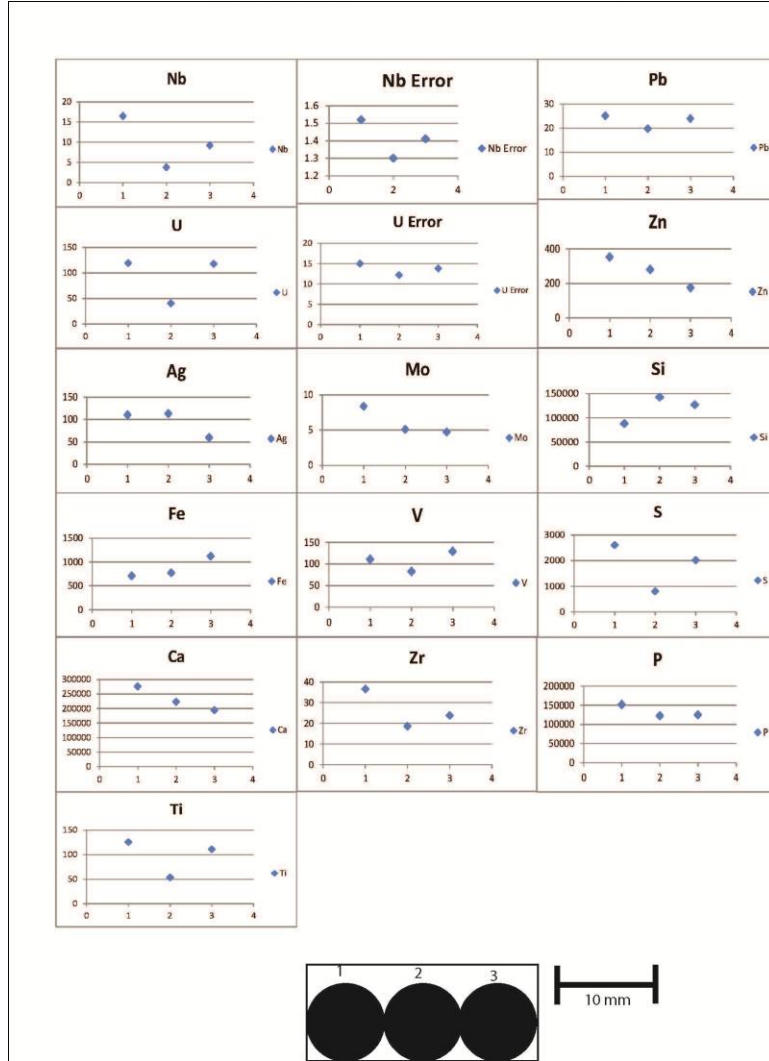 Nb
20
15
10
5
0
0 1 2 3 4
Nb
Nb Error
1.6
1.5
1.4
1.3
1.2
0 2 4
Nb Error
Pb
30
20
10
0
0 1 2 3 4
Pb
U
150
100
50
0
0 1 2 3 4
U
U Error
20
15
10
5
0
0 1 2 3 4
U Error
Zn
400
200
0
0 1 2 3 4
Zn
Ag
150
100
50
0
0 1 2 3 4
Ag
Mo
10
5
0
0 1 2 3 4
Mo
Si
150000
100000
50000
0
0 1 2 3 4
Si
Fe
1500
1000
500
0
0 1 2 3 4
Fe
V
150
100
50
0
0 1 2 3 4
V
S
3000
2000
1000
0
0 1 2 3 4
S
Ca
300000
250000
200000
150000
100000
50000
0
0 1 2 3 4
Ca
Zr
40
30
20
10
0
0 1 2 3 4
Zr
P
200000
150000
100000
50000
0
0 1 2 3 4
P
Ti
150
100
50
0
0 1 2 3 4
Ti
1 2 3
10 mm